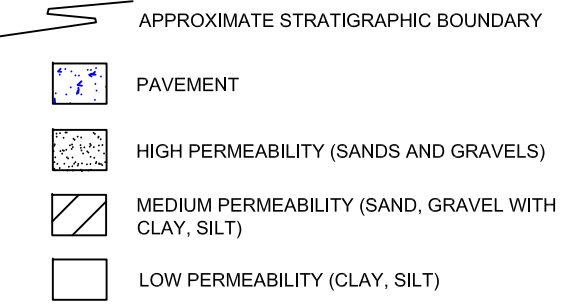 APPROXIMATE STRATIGRAPHIC BOUNDARY
PAVEMENT
HIGH PERMEABILITY (SANDS AND GRAVELS)
MEDIUM PERMEABILITY (SAND, GRAVEL WITH
CLAY, SILT)
LOW PERMEABILITY (CLAY, SILT)